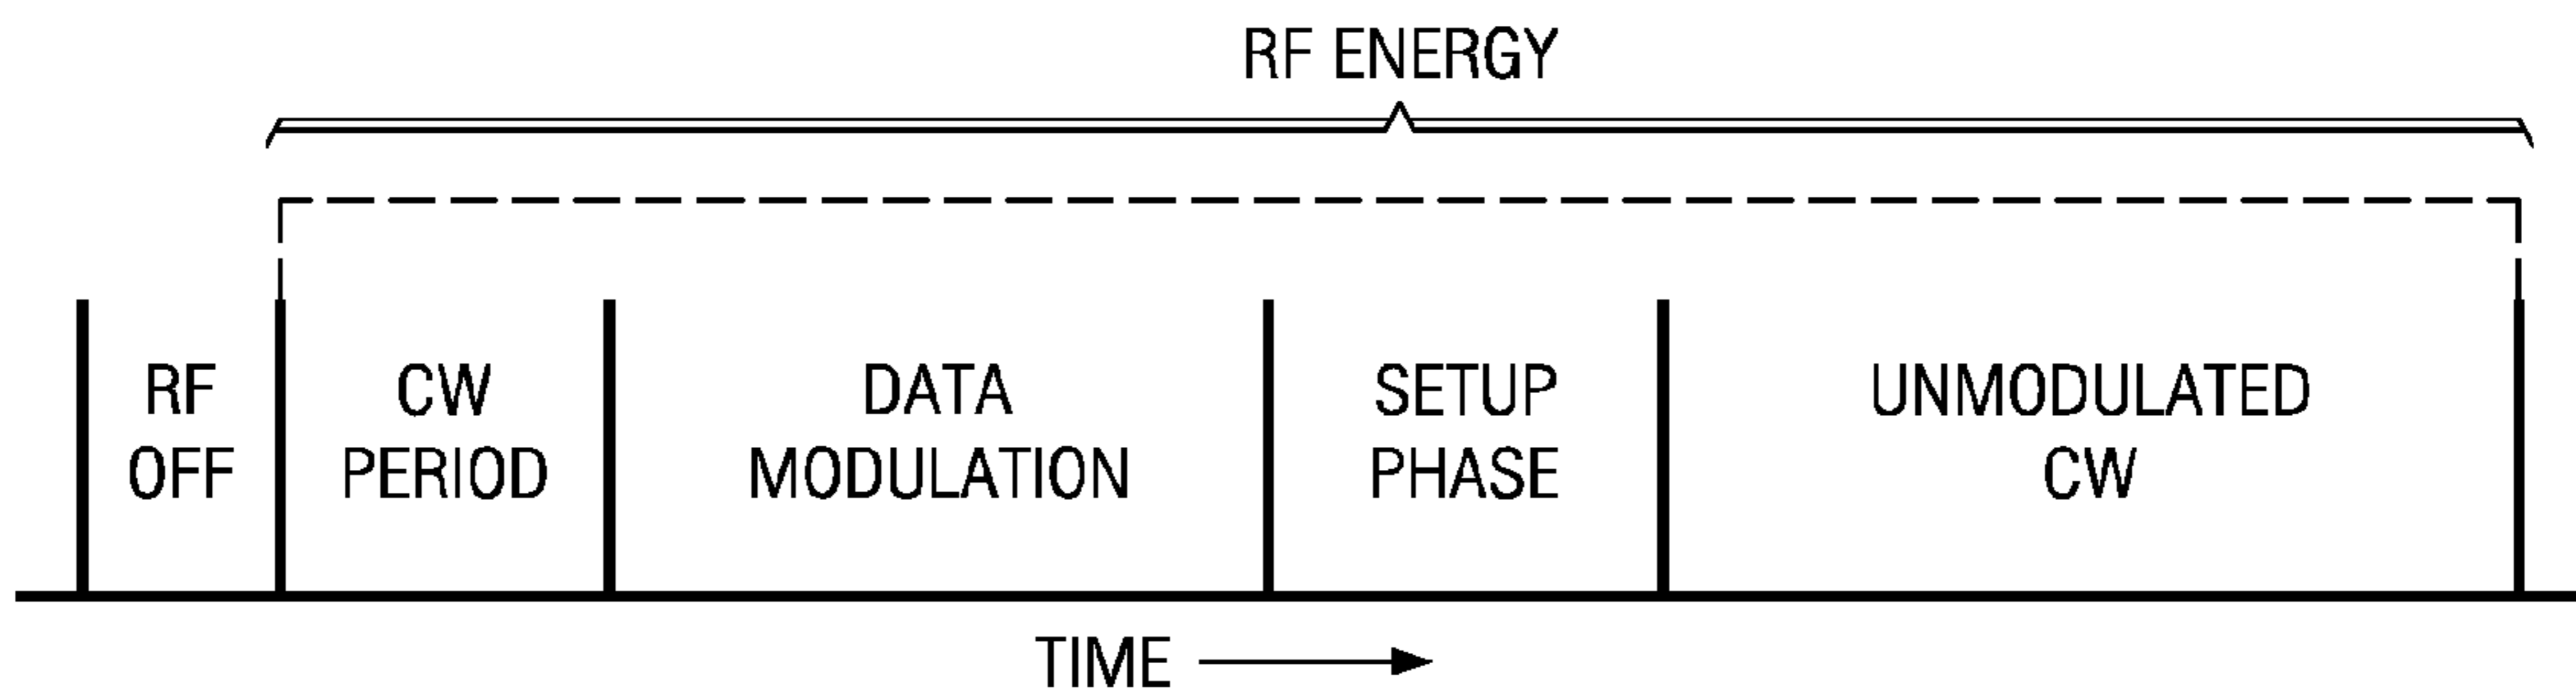 RF ENERGY
RF
OFF
CW
PERIOD
DATA
MODULATION
SETUP
PHASE
UNMODULATED
CW
TIME